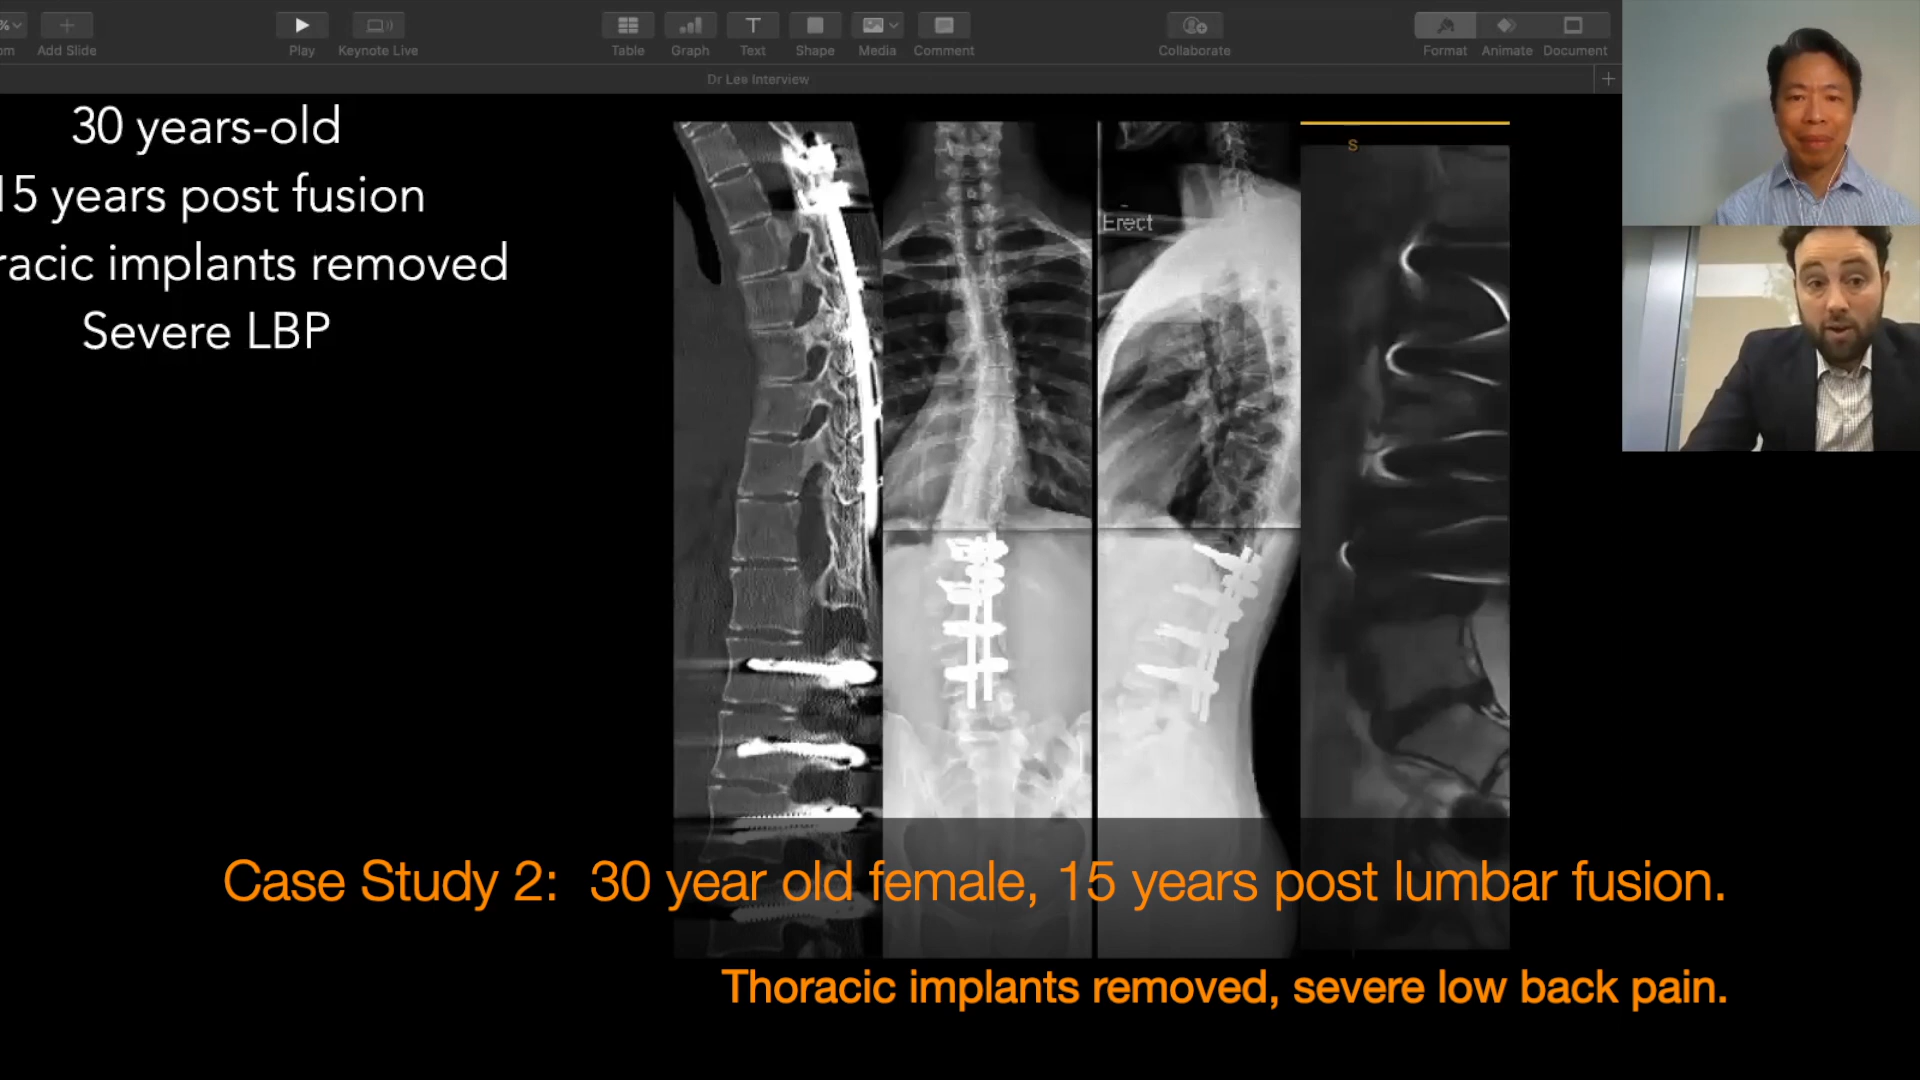 %
om
Add Slide
Play
Keynote Live
Table
Graph
Text
Shape
Media
Comment
Collaborate
Format
Animate
Document
Dr Lee Interview
30 years-old
15 years post fusion
racic implants removed
Severe LBP
Erect
S
Case Study 2: 30 year old female, 15 years post lumbar fusion.
Thoracic implants removed, severe low back pain.